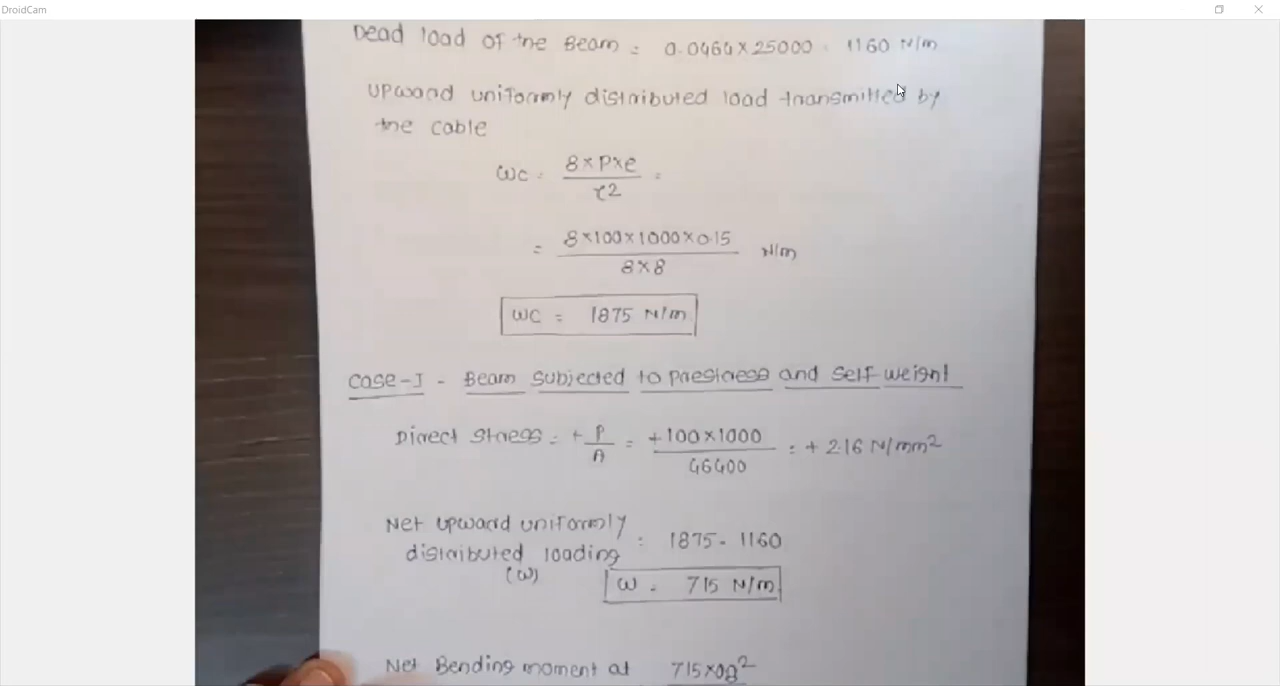 DroidCam
Dead load of the Beam = 0.0464 × 25000 = 1160 N/m
upward uniformly distributed load transmitted by
the cable
wc = 8×P×e / l2 =
= 8×100×1000×0.15 / 8×8 N/m
wc = 1875 N/m
Case-I - Beam subjected to prestress and self weight
Direct stress = + P/A = +100×1000 / 46400 = + 2.16 N/mm2
Net upward uniformly
distributed loading = 1875 - 1160
(w) w = 715 N/m
Net Bending moment at 715×08²